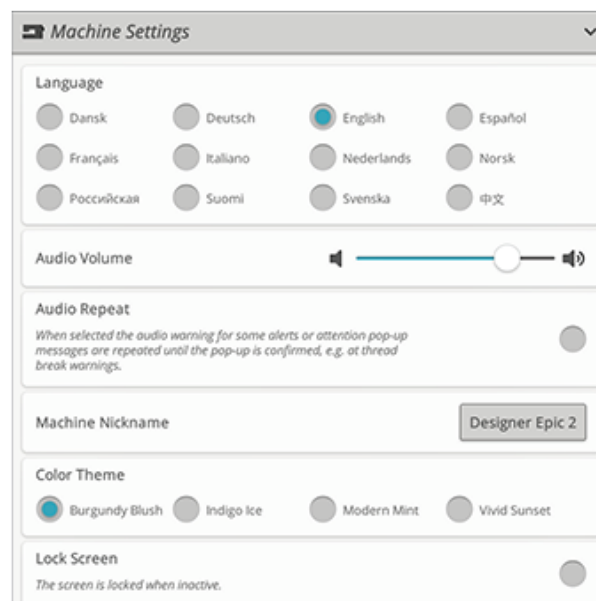 Machine Settings
Language
Dansk Deutsch English Español
Français Italiano Nederlands Norsk
Российская Suomi Svenska 中文
Audio Volume
Audio Repeat
When selected the audio warning for some alerts or attention pop-up
messages are repeated until the pop-up is confirmed, e.g. at thread
break warnings.
Machine Nickname Designer Epic 2
Color Theme
Burgundy Blush Indigo Ice Modern Mint Vivid Sunset
Lock Screen
The screen is locked when inactive.